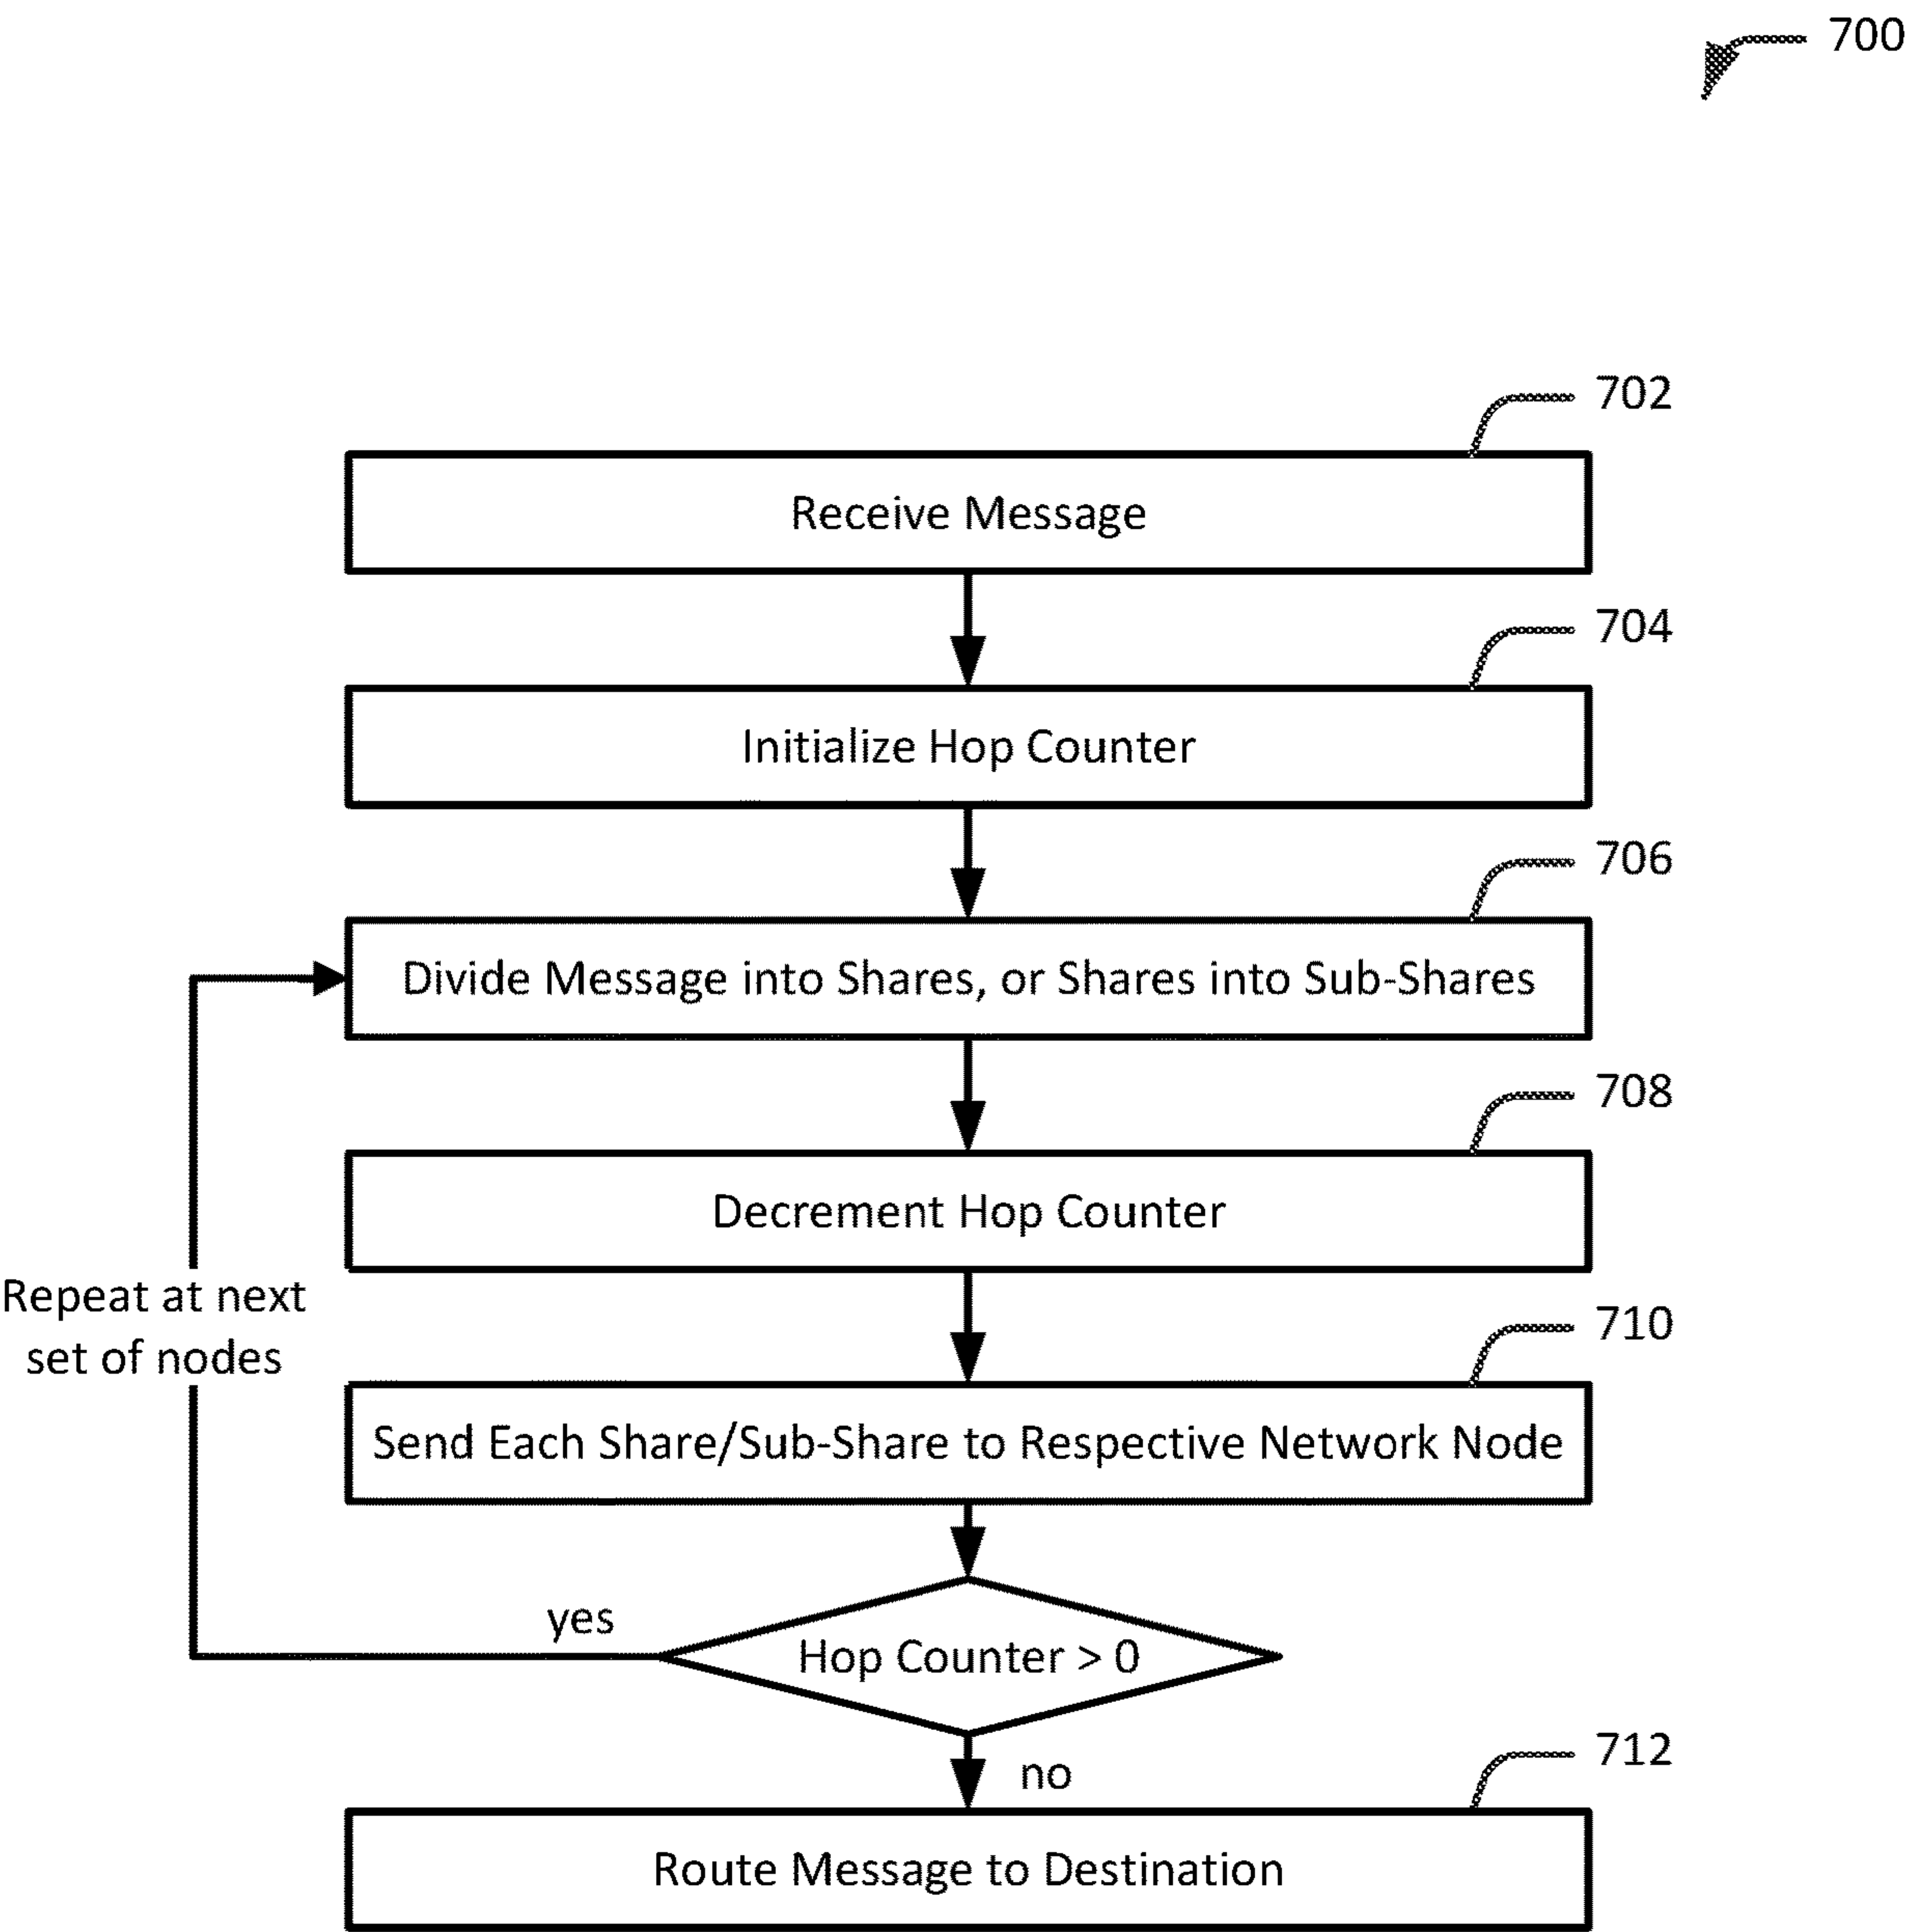 700
702
Receive Message
704
Initialize Hop Counter
706
Divide Message into Shares, or Shares into Sub-Shares
708
Decrement Hop Counter
Repeat at next
set of nodes
710
Send Each Share/Sub-Share to Respective Network Node
yes
Hop Counter > 0
no
712
Route Message to Destination